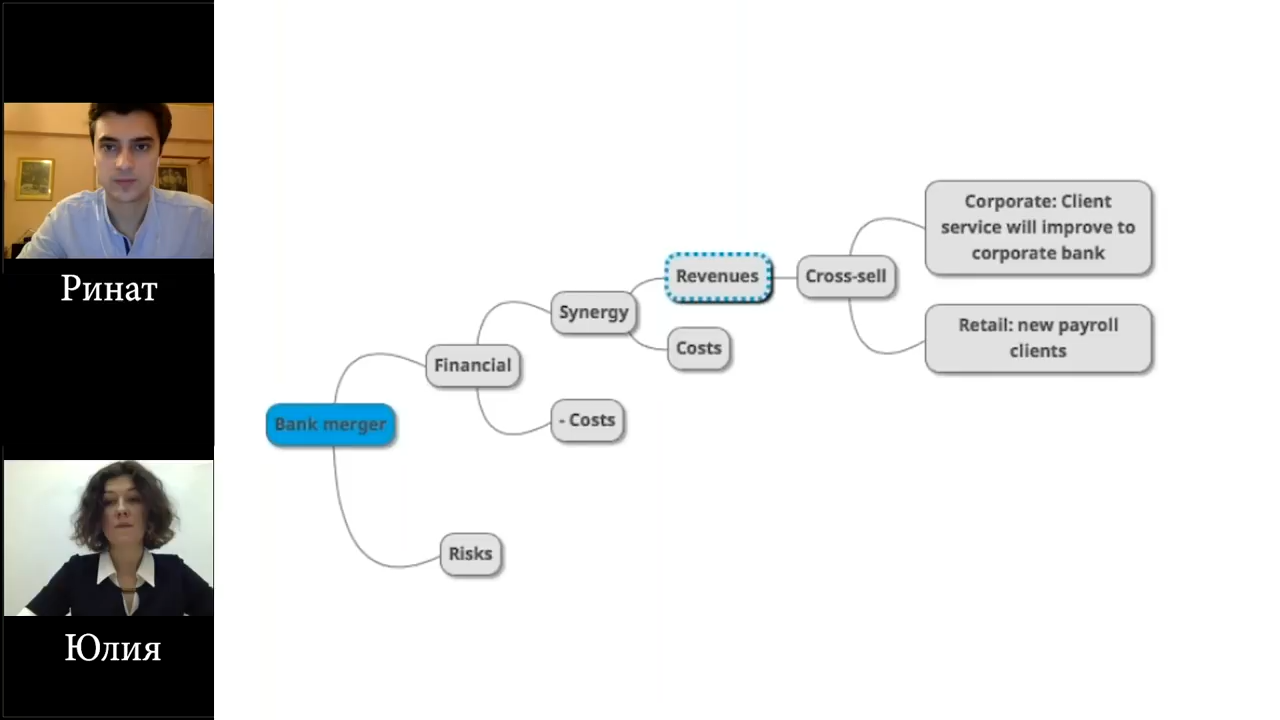 Ринат
Юлия
Bank merger
Financial
Synergy
Revenues
Cross-sell
Corporate: Client
service will improve to
corporate bank
Retail: new payroll
clients
Costs
- Costs
Risks